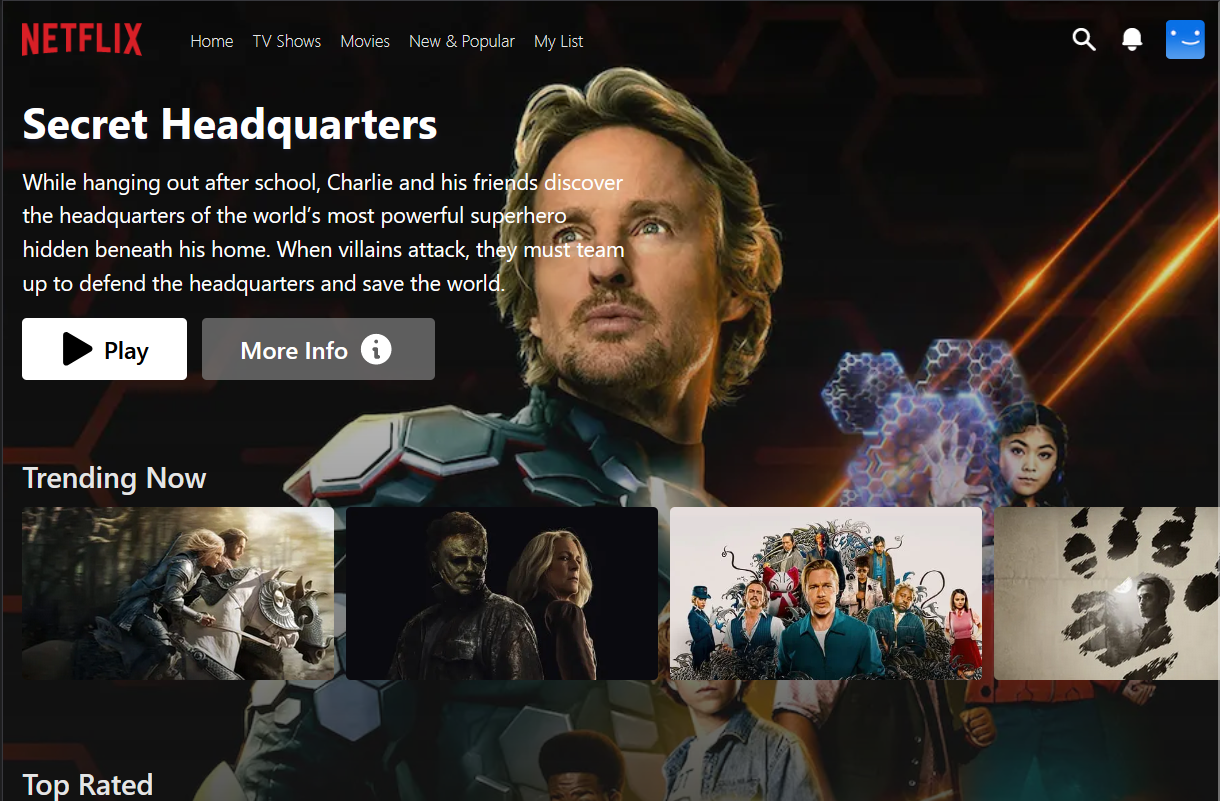 NETFLIX
Home TV Shows Movies New & Popular My List
Secret Headquarters
While hanging out after school, Charlie and his friends discover
the headquarters of the world’s most powerful superhero
hidden beneath his home. When villains attack, they must team
up to defend the headquarters and save the world.
Play More Info
Trending Now
Top Rated